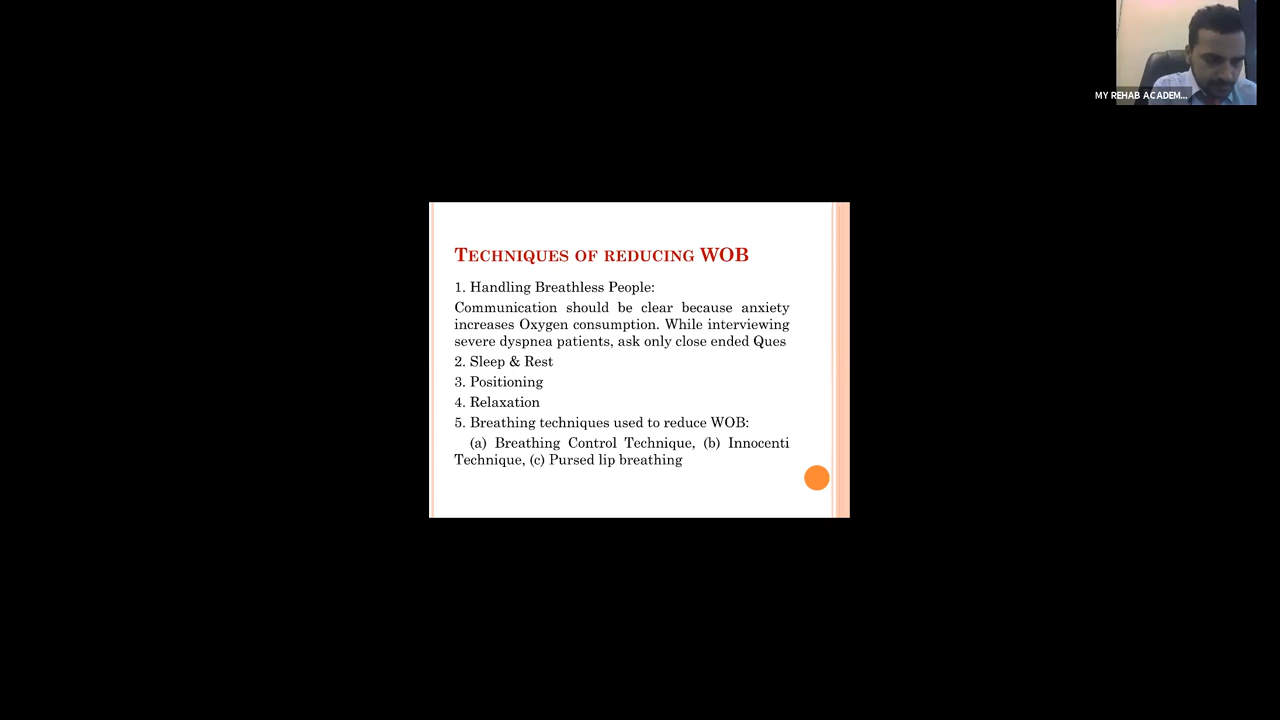 MY REHAB ACADEM...
TECHNIQUES OF REDUCING WOB
1. Handling Breathless People:
Communication should be clear because anxiety
increases Oxygen consumption. While interviewing
severe dyspnea patients, ask only close ended Ques
2. Sleep & Rest
3. Positioning
4. Relaxation
5. Breathing techniques used to reduce WOB:
(a) Breathing Control Technique, (b) Innocenti
Technique, (c) Pursed lip breathing